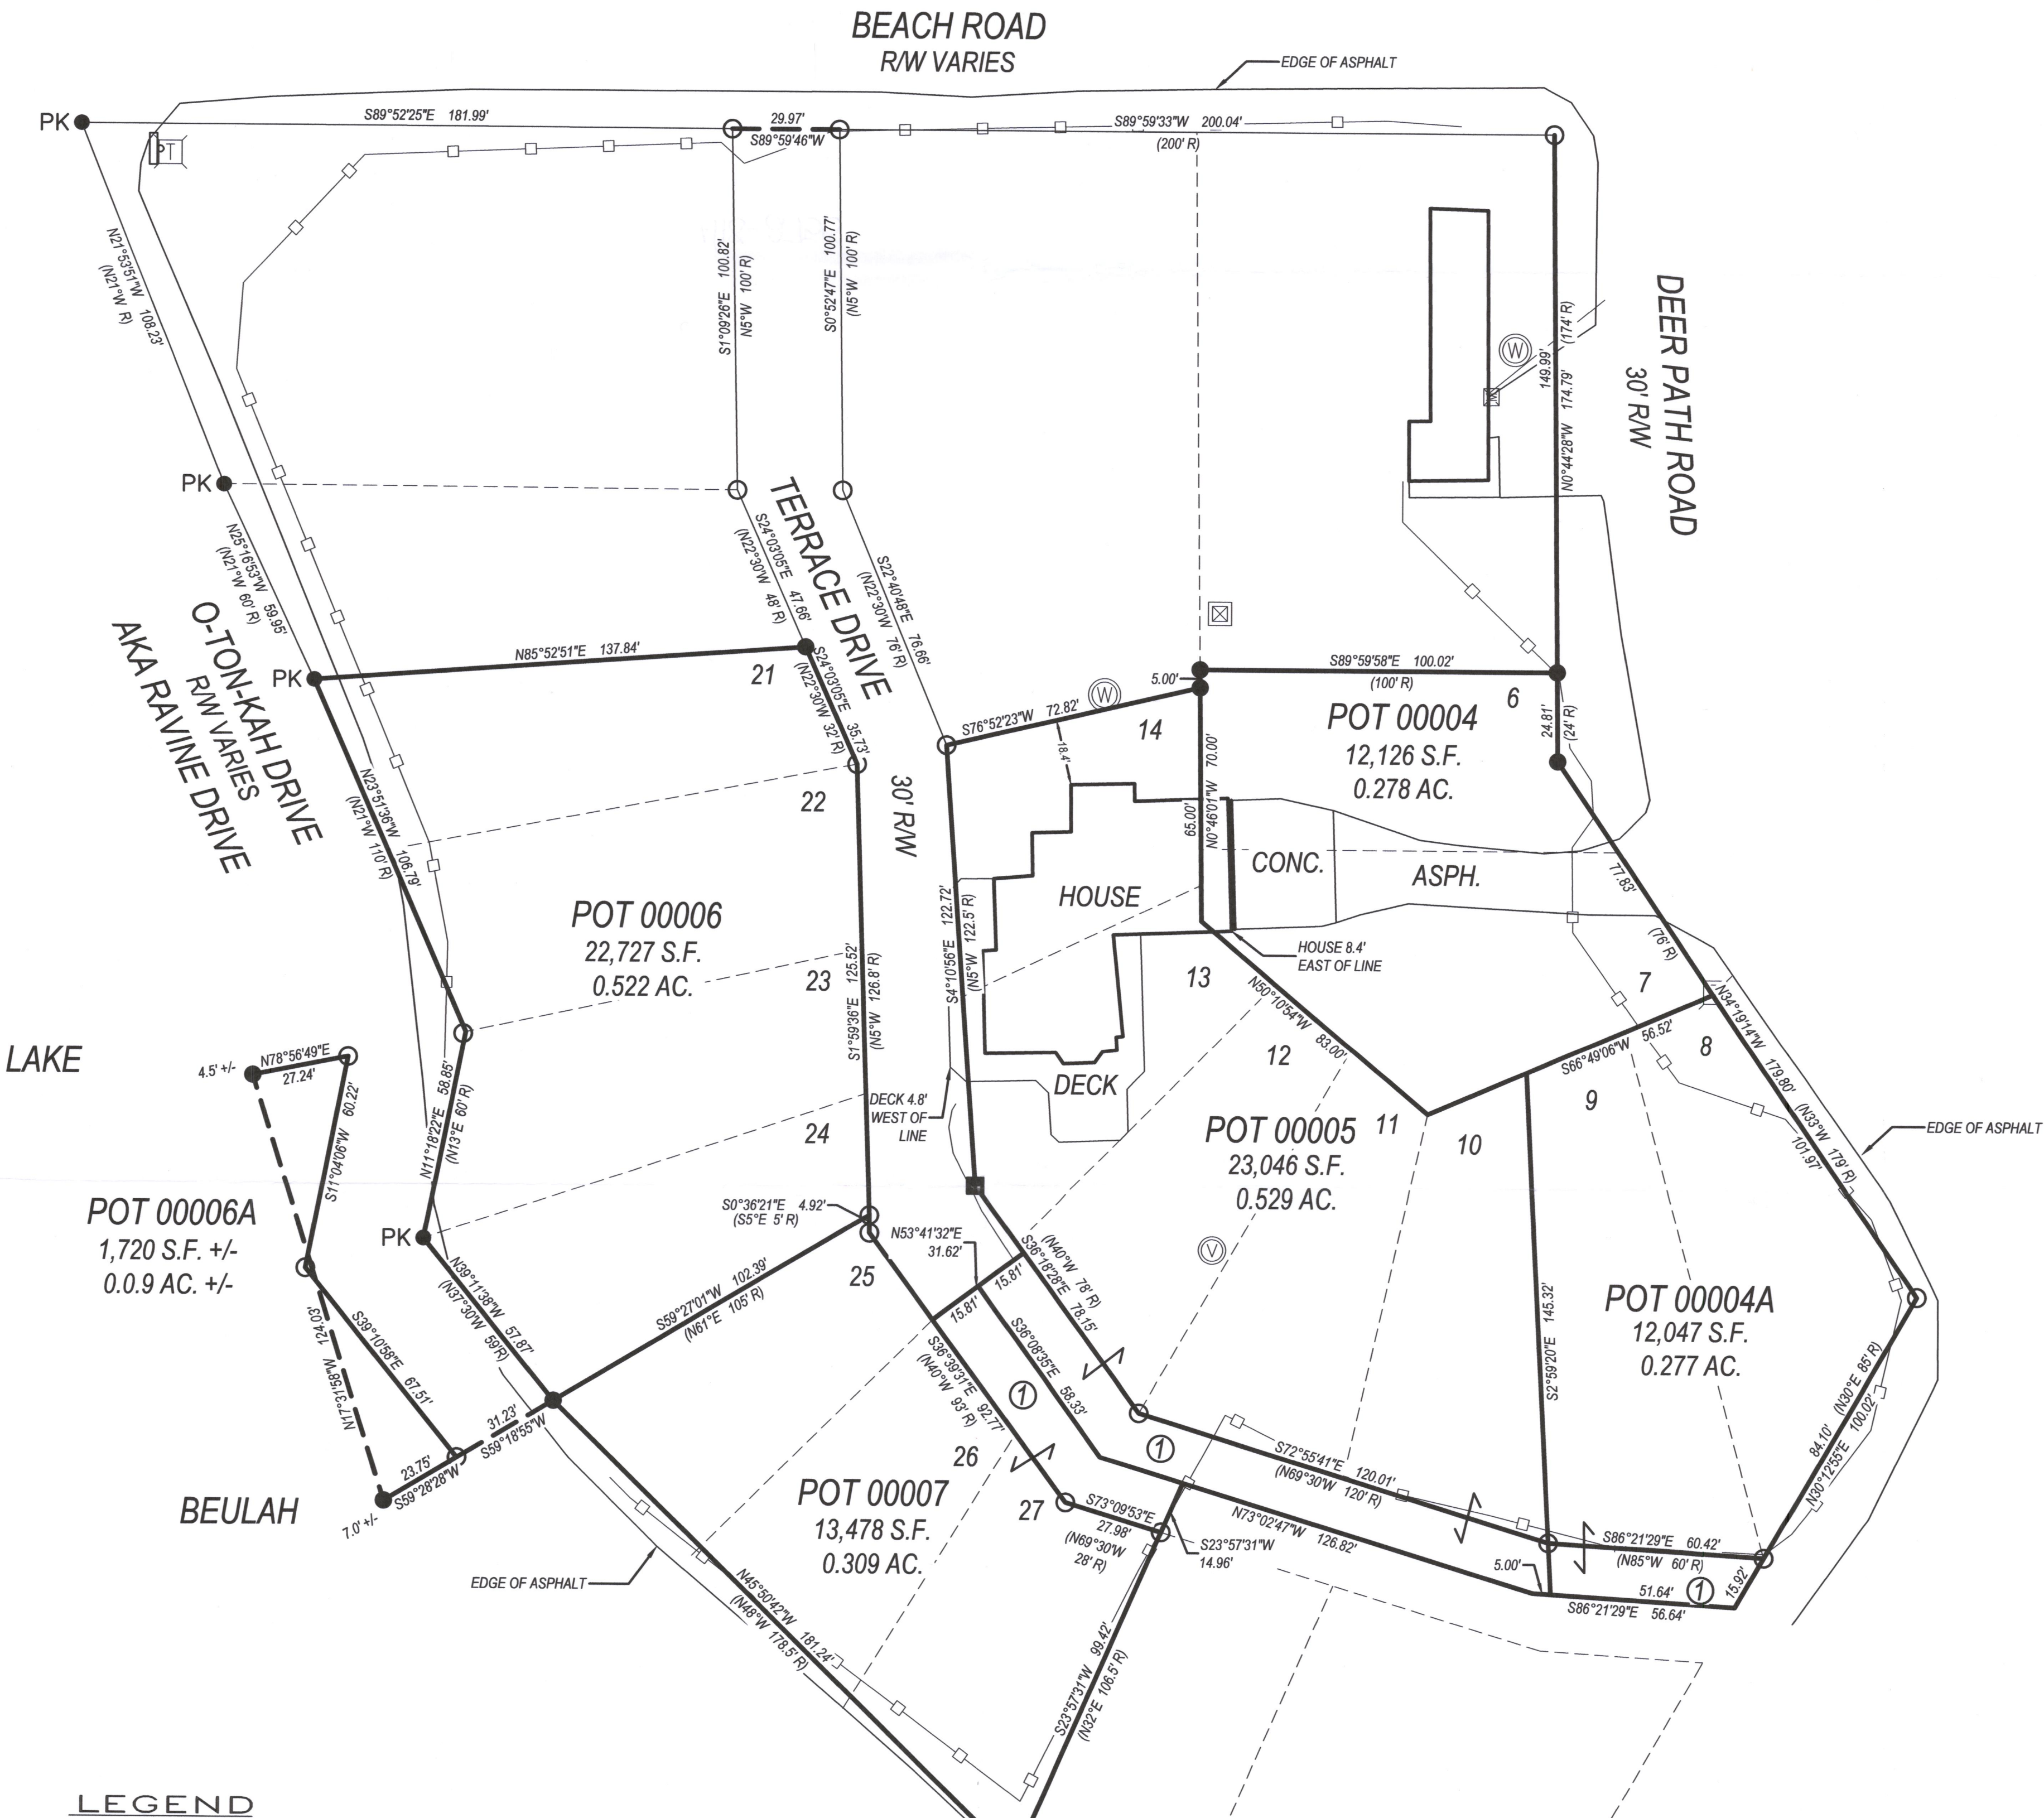 BEACH ROAD
R/W VARIES
EDGE OF ASPHALT
PK
S89°52'25"E 181.99'
29.97'
S89°59'46"W
S89°59'33"W 200.04'
(200' R)
PT
N21°53'51"W 108.23'
(N21°W R)
S1°09'26"E 100.82'
N5°W 100' R)
S0°52'47"E 100.77'
(N5°W 100' R)
DEER PATH ROAD
30' R/W
W
149.99'
(174' R)
N0°44'28"W 174.79'
PK
N25°16'53"W 59.95'
(N21°W 60' R)
TERRACE DRIVE
S24°03'05"E 47.66'
(N22°30'W 48' R)
S22°40'48"E 76.66'
(N22°30'W 76' R)
O-TON-KAH DRIVE
R/W VARIES
AKA RAVINE DRIVE
PK
N85°52'51"E 137.84'
21
S24°03'05"E 35.73'
(N22°30'W 32' R)
22
30' R/W
W
S76°52'23"W 72.82'
5.00'
14
18.4'
S89°59'58"E 100.02'
(100' R)
6
POT 00004
12,126 S.F.
0.278 AC.
24.81'
(24' R)
65.00'
N0°46'01"W 70.00'
N23°51'36"W 106.79'
(N21°W 110' R)
CONC.
ASPH.
HOUSE
77.83'
(76' R)
POT 00006
22,727 S.F.
0.522 AC.
S4°10'56"E 122.72'
(N5°W 122.5' R)
HOUSE 8.4'
EAST OF LINE
23
13
7
S1°59'36"E 125.52'
(N5°W 126.8' R)
N50°10'54"W 83.00'
12
S66°49'06"W 56.52'
8
N34°19'14"W 179.80'
(N33°W 179' R)
101.97'
LAKE
4.5' +/-
N78°56'49"E
27.24'
DECK
DECK 4.8'
WEST OF
LINE
9
11
10
EDGE OF ASPHALT
24
POT 00005
23,046 S.F.
0.529 AC.
S11°04'06"W 60.22'
N11°18'22"E 58.85'
(N13°E 60' R)
POT 00006A
1,720 S.F. +/-
0.0.9 AC. +/-
PK
S0°36'21"E 4.92'
(S5°E 5' R)
N53°41'32"E
31.62'
V
25
15.81'
15.81'
(N40°W 78' R)
S36°18'28"E 78.15'
POT 00004A
12,047 S.F.
0.277 AC.
N39°11'38"W 57.87'
(N37°30'W 59'R)
S59°27'01"W 102.39'
(N61°E 105' R)
S39°10'58"E 67.51'
N17°31'58"W 124.03'
S36°08'35"E 58.33'
S36°39'31"E 92.77'
(N40°W 93' R)
1
S2°59'20"E 145.32'
84.10'
(N30°E 85' R)
N30°12'55"E 100.02'
31.23'
S59°18'55"W
23.75'
S59°28'28"W
BEULAH
7.0' +/-
26
1
S72°55'41"E 120.01'
(N69°30'W 120' R)
POT 00007
13,478 S.F.
0.309 AC.
27
S73°09'53"E
27.98'
(N69°30'W
28' R)
S23°57'31"W
14.96'
N73°02'47"W 126.82'
S86°21'29"E 60.42'
(N85°W 60' R)
5.00'
51.64'
1
15.92'
S86°21'29"E 56.64'
EDGE OF ASPHALT
N45°50'42"W 181.24'
(N48°W 178.5' R)
S23°57'31"W 99.42'
(N32°E 106.5' R)
LEGEND